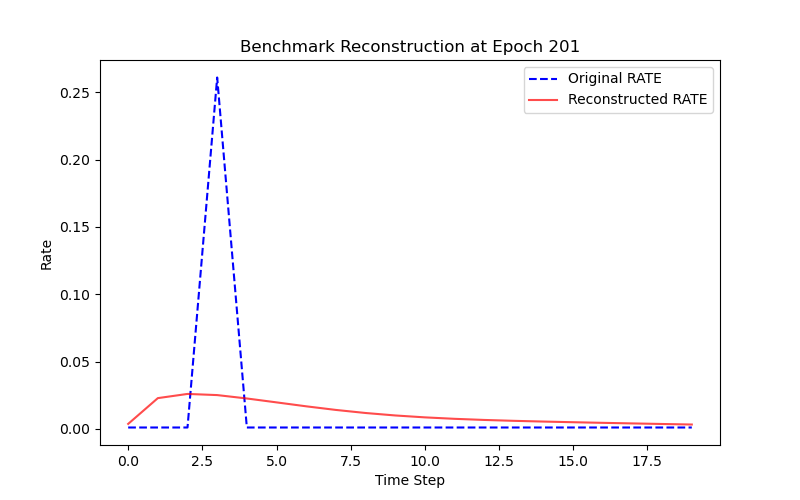 Benchmark Reconstruction at Epoch 201
Original RATE
Reconstructed RATE
Rate
0.25
0.20
0.15
0.10
0.05
0.00
0.0 2.5 5.0 7.5 10.0 12.5 15.0 17.5
Time Step